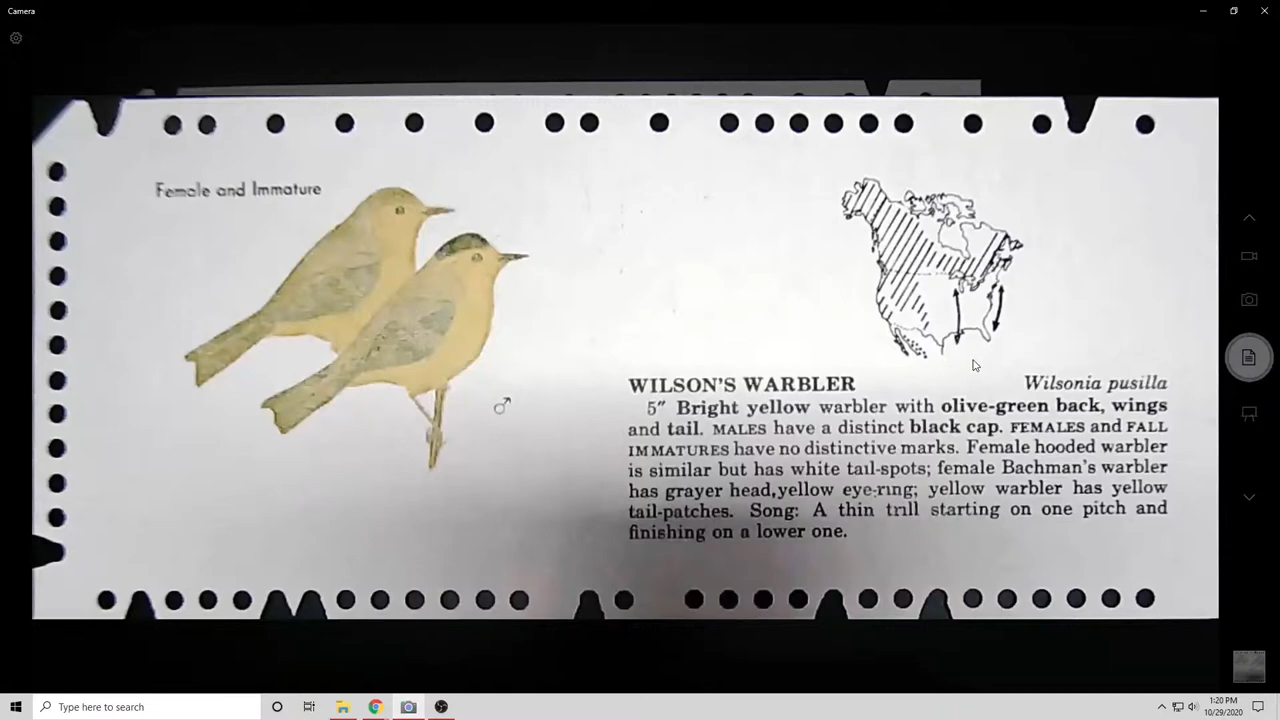 Camera
Female and Immature
♂
WILSON'S WARBLER Wilsonia pusilla
5″ Bright yellow warbler with olive-green back, wings
and tail. MALES have a distinct black cap. FEMALES and FALL
IMMATURES have no distinctive marks. Female hooded warbler
is similar but has white tail-spots; female Bachman's warbler
has grayer head, yellow eye-ring; yellow warbler has yellow
tail-patches. Song: A thin trill starting on one pitch and
finishing on a lower one.
Type here to search
1:20 PM
10/29/2020